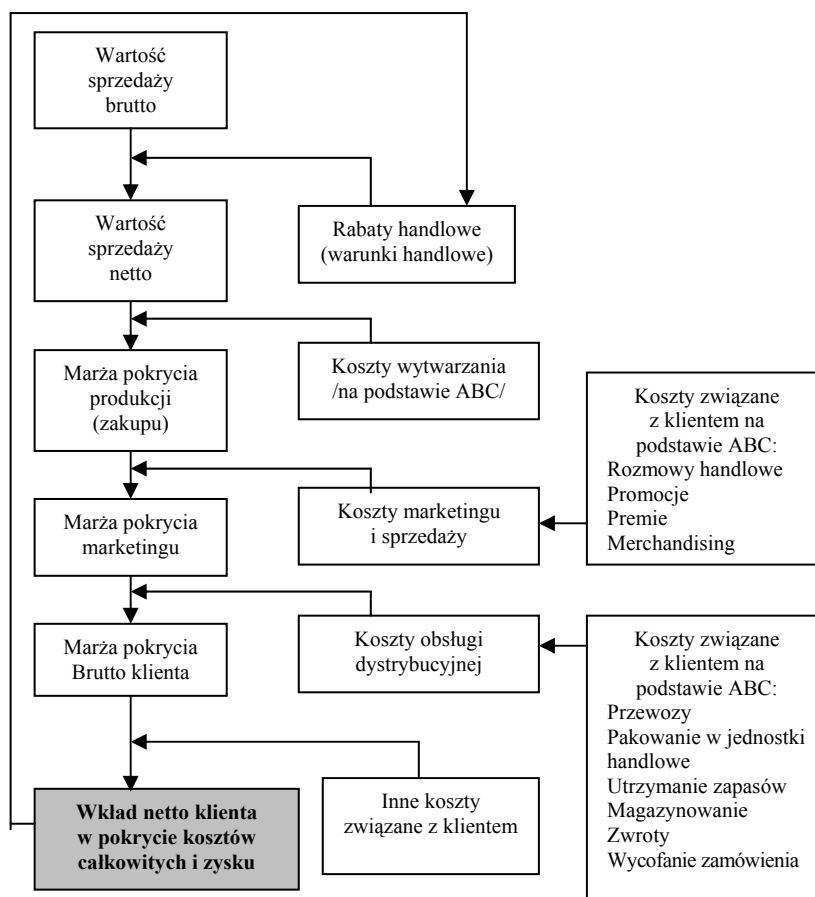 Wartość
sprzedaży
brutto
Wartość
sprzedaży
netto
Rabaty handlowe
(warunki handlowe)
Marża pokrycia
produkcji
(zakupu)
Koszty wytwarzania
/na podstawie ABC/
Koszty związane
z klientem na
podstawie ABC:
Rozmowy handlowe
Promocje
Premie
Merchandising
Marża pokrycia
marketingu
Koszty marketingu
i sprzedaży
Marża pokrycia
Brutto klienta
Koszty obsługi
dystrybucyjnej
Koszty związane
z klientem na
podstawie ABC:
Przewozy
Pakowanie w jednostki
handlowe
Utrzymanie zapasów
Magazynowanie
Zwroty
Wycofanie zamówienia
Wkład netto klienta
w pokrycie kosztów
całkowitych i zysku
Inne koszty
związane z klientem